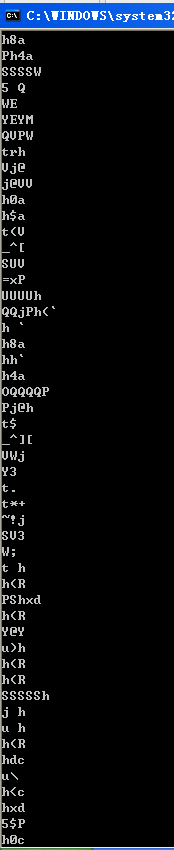 C:\WINDOWS\system32
h8a
Ph4a
SSSSW
5 Q
WE
YEYM
QVPW
trh
Vj@
j@VV
h0a
h$a
t(V
_^[
SUV
=xP
UUUUh
QQjPh(`
h `
h8a
hh`
h4a
OQQQQP
Pj@h
t$
_^][
VWj
Y3
t.
t*+
~!j
SV3
W;
t h
h(R
PShxd
h(R
Y@Y
u>h
h(R
h(R
SSSSSh
j h
u h
h(R
hdc
u\
h<c
hxd
5$P
h0c